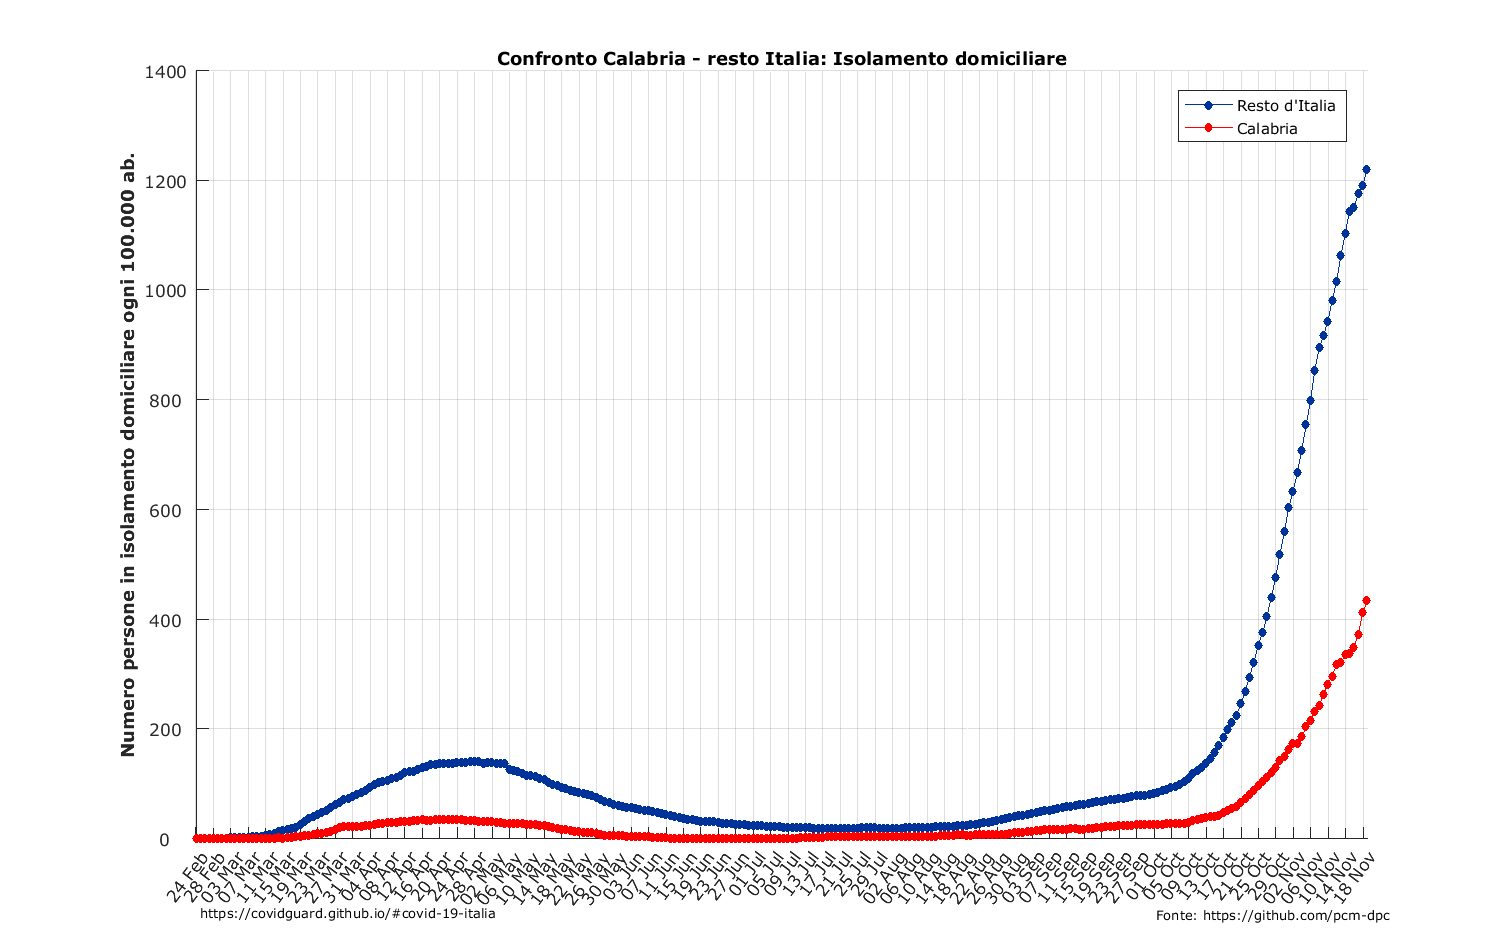 Confronto Calabria - resto Italia: Isolamento domiciliare
Numero persone in isolamento domiciliare ogni 100.000 ab.
1400
1200
1000
800
600
400
200
0
Resto d'Italia
Calabria
24 Feb
28 Feb
03 Mar
07 Mar
11 Mar
15 Mar
19 Mar
23 Mar
27 Mar
31 Mar
04 Apr
08 Apr
12 Apr
16 Apr
20 Apr
24 Apr
28 Apr
02 May
06 May
10 May
14 May
18 May
22 May
26 May
30 May
03 Jun
07 Jun
11 Jun
15 Jun
19 Jun
23 Jun
27 Jun
01 Jul
05 Jul
09 Jul
13 Jul
17 Jul
21 Jul
25 Jul
29 Jul
02 Aug
06 Aug
10 Aug
14 Aug
18 Aug
22 Aug
26 Aug
30 Aug
03 Sep
07 Sep
11 Sep
15 Sep
19 Sep
23 Sep
27 Sep
01 Oct
05 Oct
09 Oct
13 Oct
17 Oct
21 Oct
25 Oct
29 Oct
02 Nov
06 Nov
10 Nov
14 Nov
18 Nov
https://covidguard.github.io/#covid-19-italia
Fonte: https://github.com/pcm-dpc